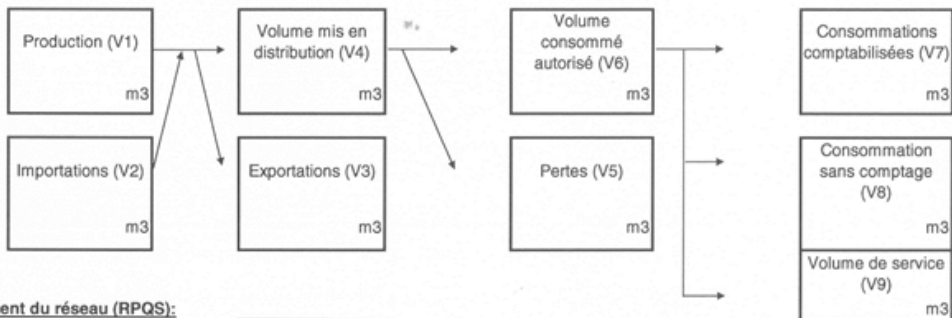 Production (V1)
m3
Volume mis en
distribution (V4)
m3
Volume
consommé
autorisé (V6)
m3
Consommations
comptabilisées (V7)
m3
Importations (V2)
m3
Exportations (V3)
m3
Pertes (V5)
m3
Consommation
sans comptage
(V8)
m3
Volume de service
(V9)
m3
ent du réseau (RPQS):